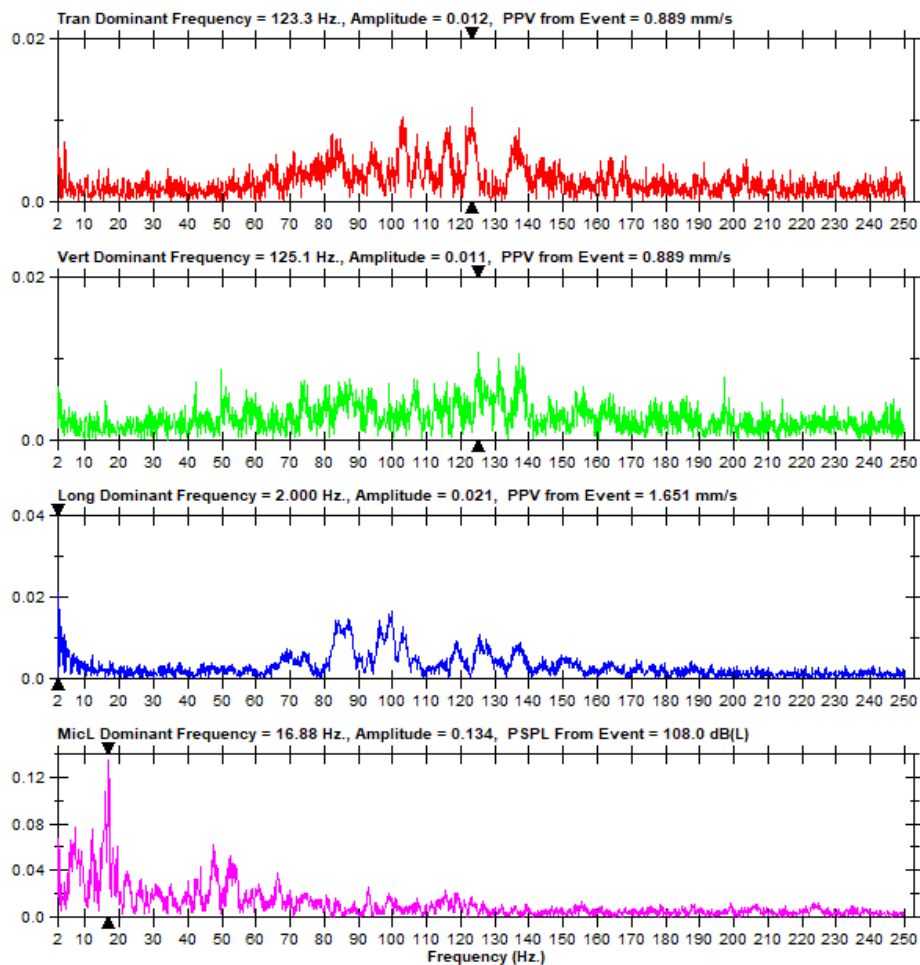 Tran Dominant Frequency = 123.3 Hz., Amplitude = 0.012, PPV from Event = 0.889 mm/s
0.02
0.0
2 10 20 30 40 50 60 70 80 90 100 110 120 130 140 150 160 170 180 190 200 210 220 230 240 250
Vert Dominant Frequency = 125.1 Hz., Amplitude = 0.011, PPV from Event = 0.889 mm/s
0.02
0.0
2 10 20 30 40 50 60 70 80 90 100 110 120 130 140 150 160 170 180 190 200 210 220 230 240 250
Long Dominant Frequency = 2.000 Hz., Amplitude = 0.021, PPV from Event = 1.651 mm/s
0.04
0.02
0.0
2 10 20 30 40 50 60 70 80 90 100 110 120 130 140 150 160 170 180 190 200 210 220 230 240 250
MicL Dominant Frequency = 16.88 Hz., Amplitude = 0.134, PSPL From Event = 108.0 dB(L)
0.12
0.08
0.04
0.0
2 10 20 30 40 50 60 70 80 90 100 110 120 130 140 150 160 170 180 190 200 210 220 230 240 250
Frequency (Hz.)